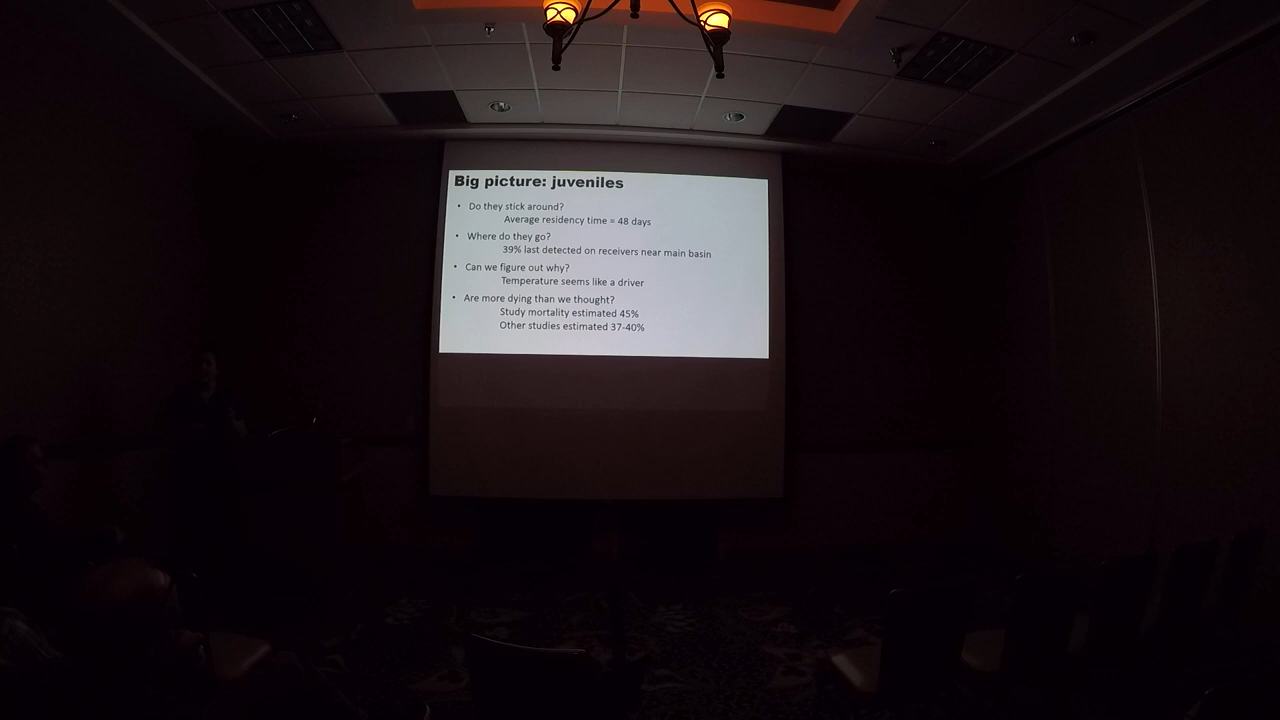 Big picture: juveniles
• Do they stick around?
Average residency time = 48 days
• Where do they go?
39% last detected on receivers near main basin
• Can we figure out why?
Temperature seems like a driver
• Are more dying than we thought?
Study mortality estimated 45%
Other studies estimated 37-40%